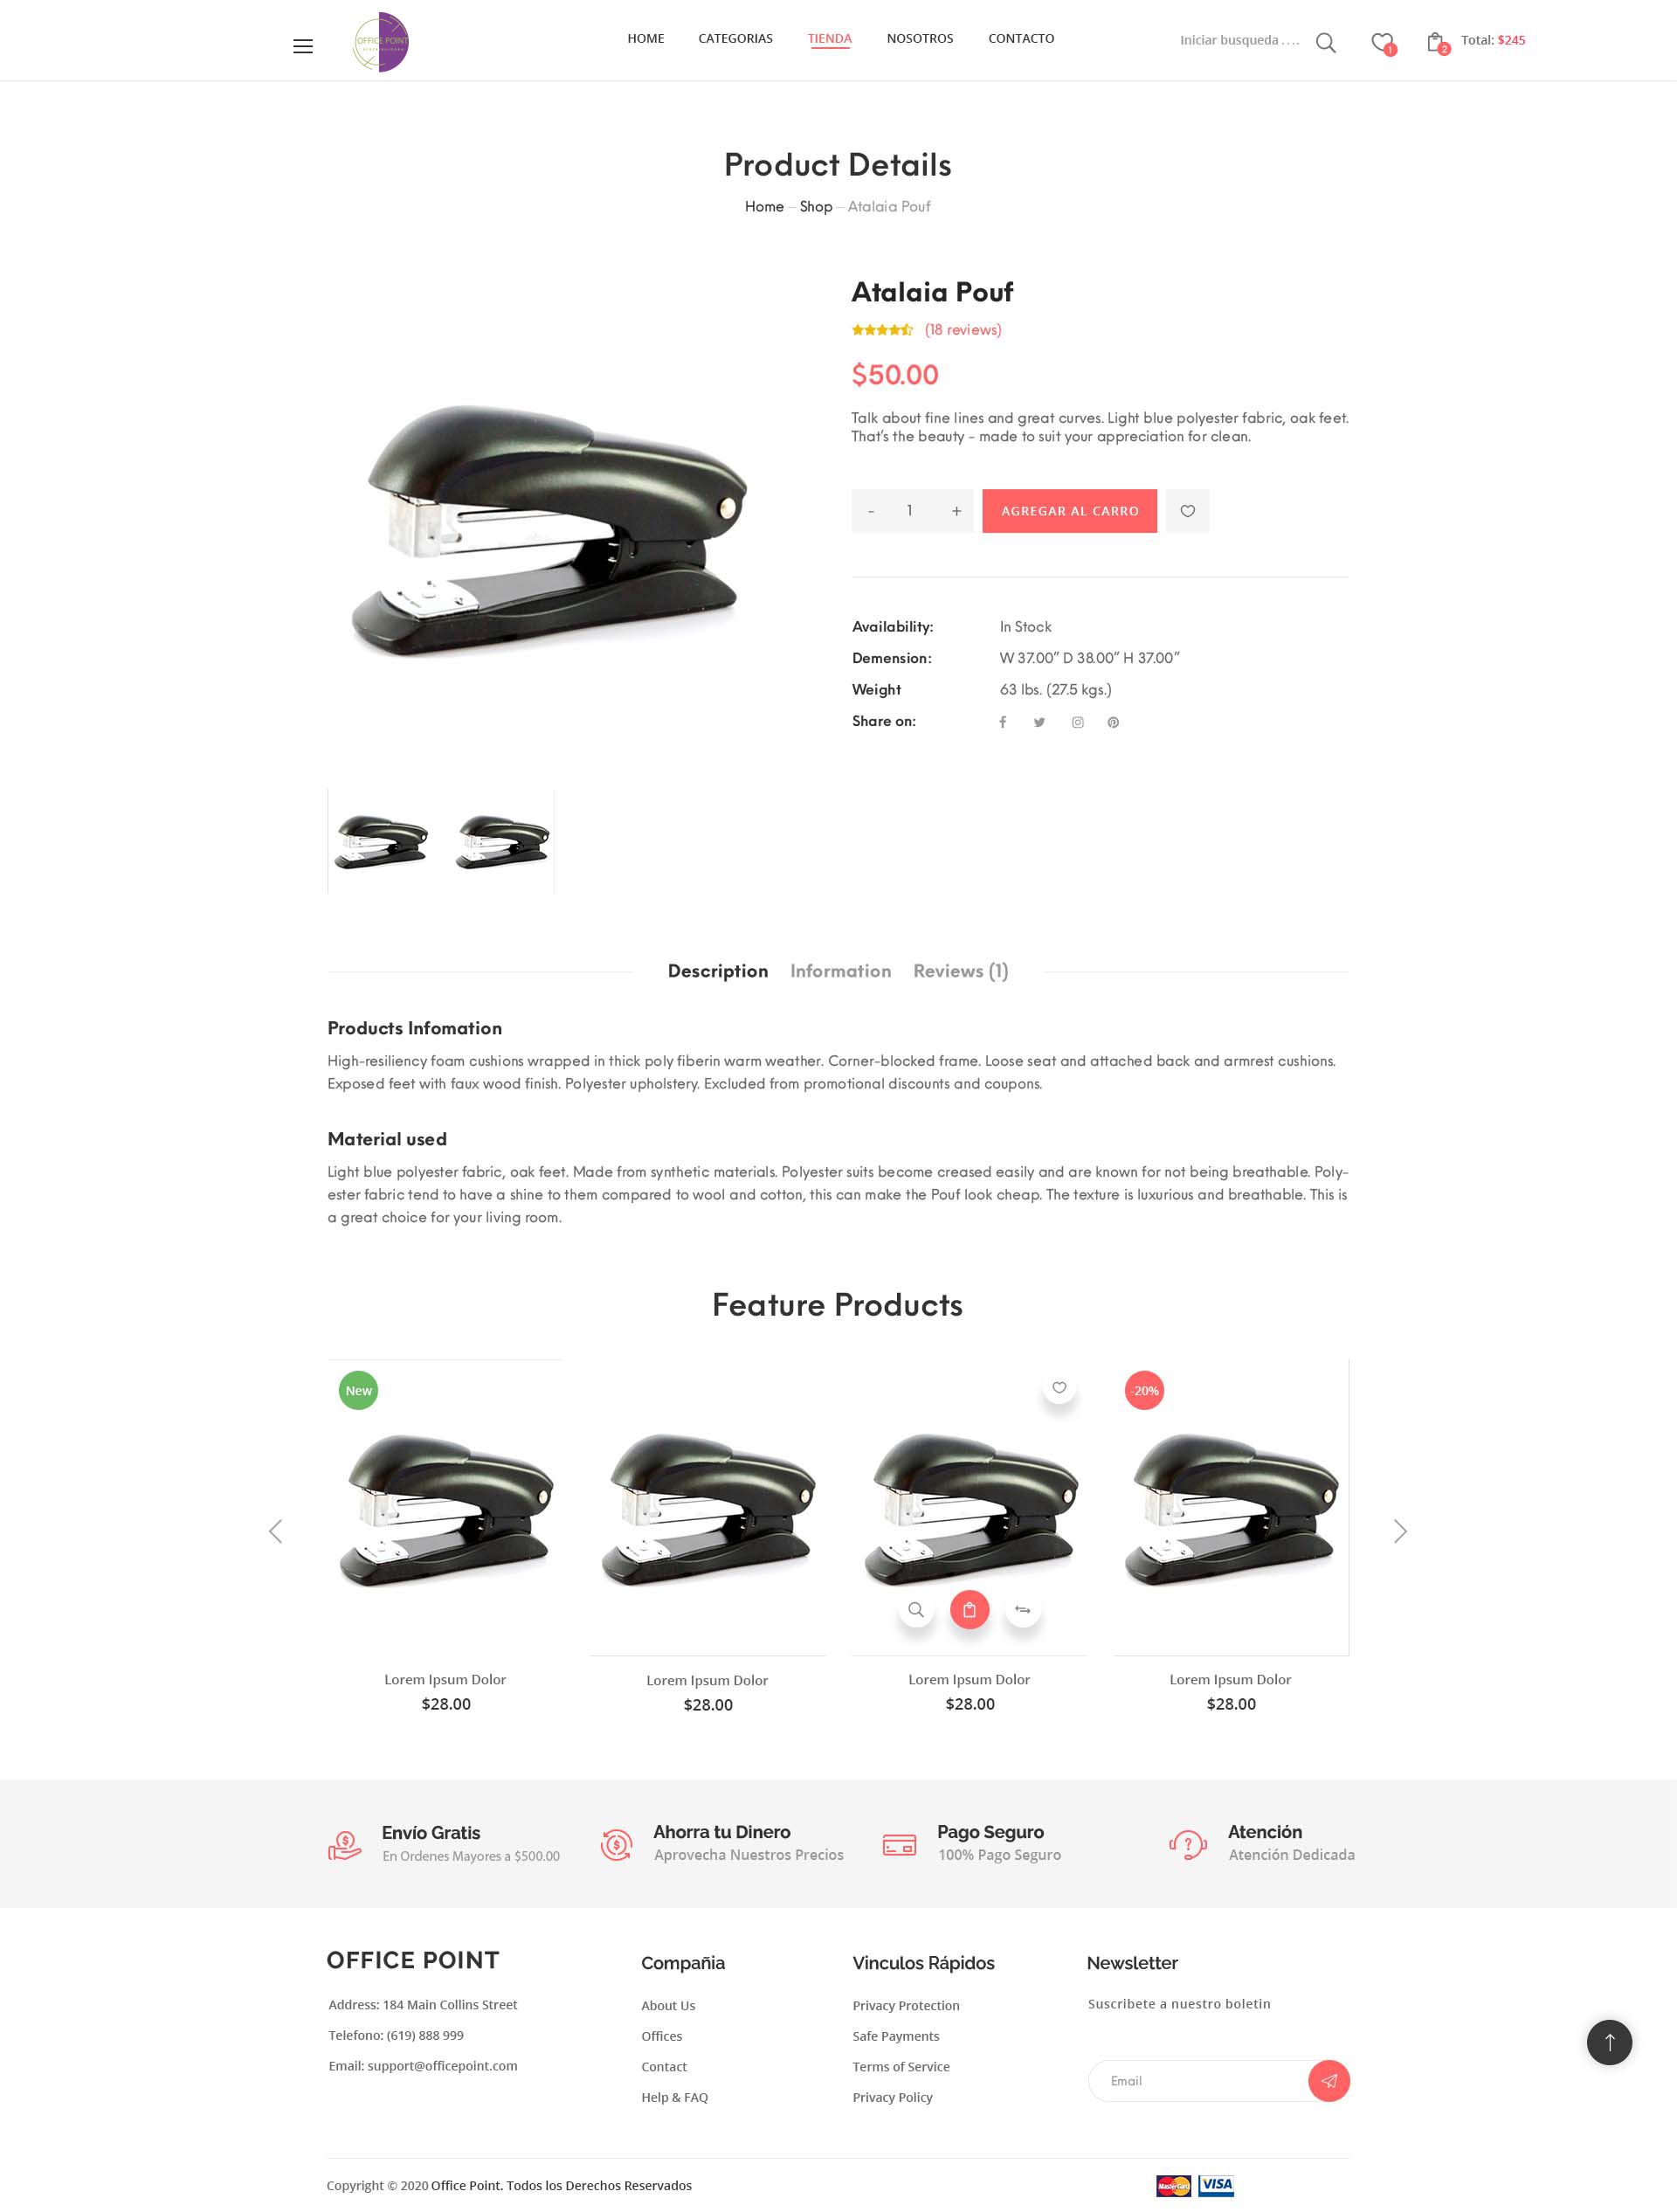 OFFICE POINT
HOME CATEGORIAS TIENDA NOSOTROS CONTACTO
Iniciar busqueda .... 1 2 Total: $245
Product Details
Home – Shop – Atalaia Pouf
Atalaia Pouf
(18 reviews)
$50.00
Talk about fine lines and great curves. Light blue polyester fabric, oak feet.
That's the beauty - made to suit your appreciation for clean.
- 1 + AGREGAR AL CARRO
Availability: In Stock
Demension: W 37.00" D 38.00" H 37.00"
Weight 63 lbs. (27.5 kgs.)
Share on:
Description Information Reviews (1)
Products Infomation
High-resiliency foam cushions wrapped in thick poly fiberin warm weather. Corner-blocked frame. Loose seat and attached back and armrest cushions.
Exposed feet with faux wood finish. Polyester upholstery. Excluded from promotional discounts and coupons.
Material used
Light blue polyester fabric, oak feet. Made from synthetic materials. Polyester suits become creased easily and are known for not being breathable. Poly-
ester fabric tend to have a shine to them compared to wool and cotton, this can make the Pouf look cheap. The texture is luxurious and breathable. This is
a great choice for your living room.
Feature Products
New
-20%
Lorem Ipsum Dolor
$28.00
Lorem Ipsum Dolor
$28.00
Lorem Ipsum Dolor
$28.00
Lorem Ipsum Dolor
$28.00
Envío Gratis
En Ordenes Mayores a $500.00
Ahorra tu Dinero
Aprovecha Nuestros Precios
Pago Seguro
100% Pago Seguro
Atención
Atención Dedicada
OFFICE POINT
Address: 184 Main Collins Street
Telefono: (619) 888 999
Email: support@officepoint.com
Compañia
About Us
Offices
Contact
Help & FAQ
Vinculos Rápidos
Privacy Protection
Safe Payments
Terms of Service
Privacy Policy
Newsletter
Suscribete a nuestro boletin
Email
Copyright © 2020 Office Point. Todos los Derechos Reservados
MasterCard VISA